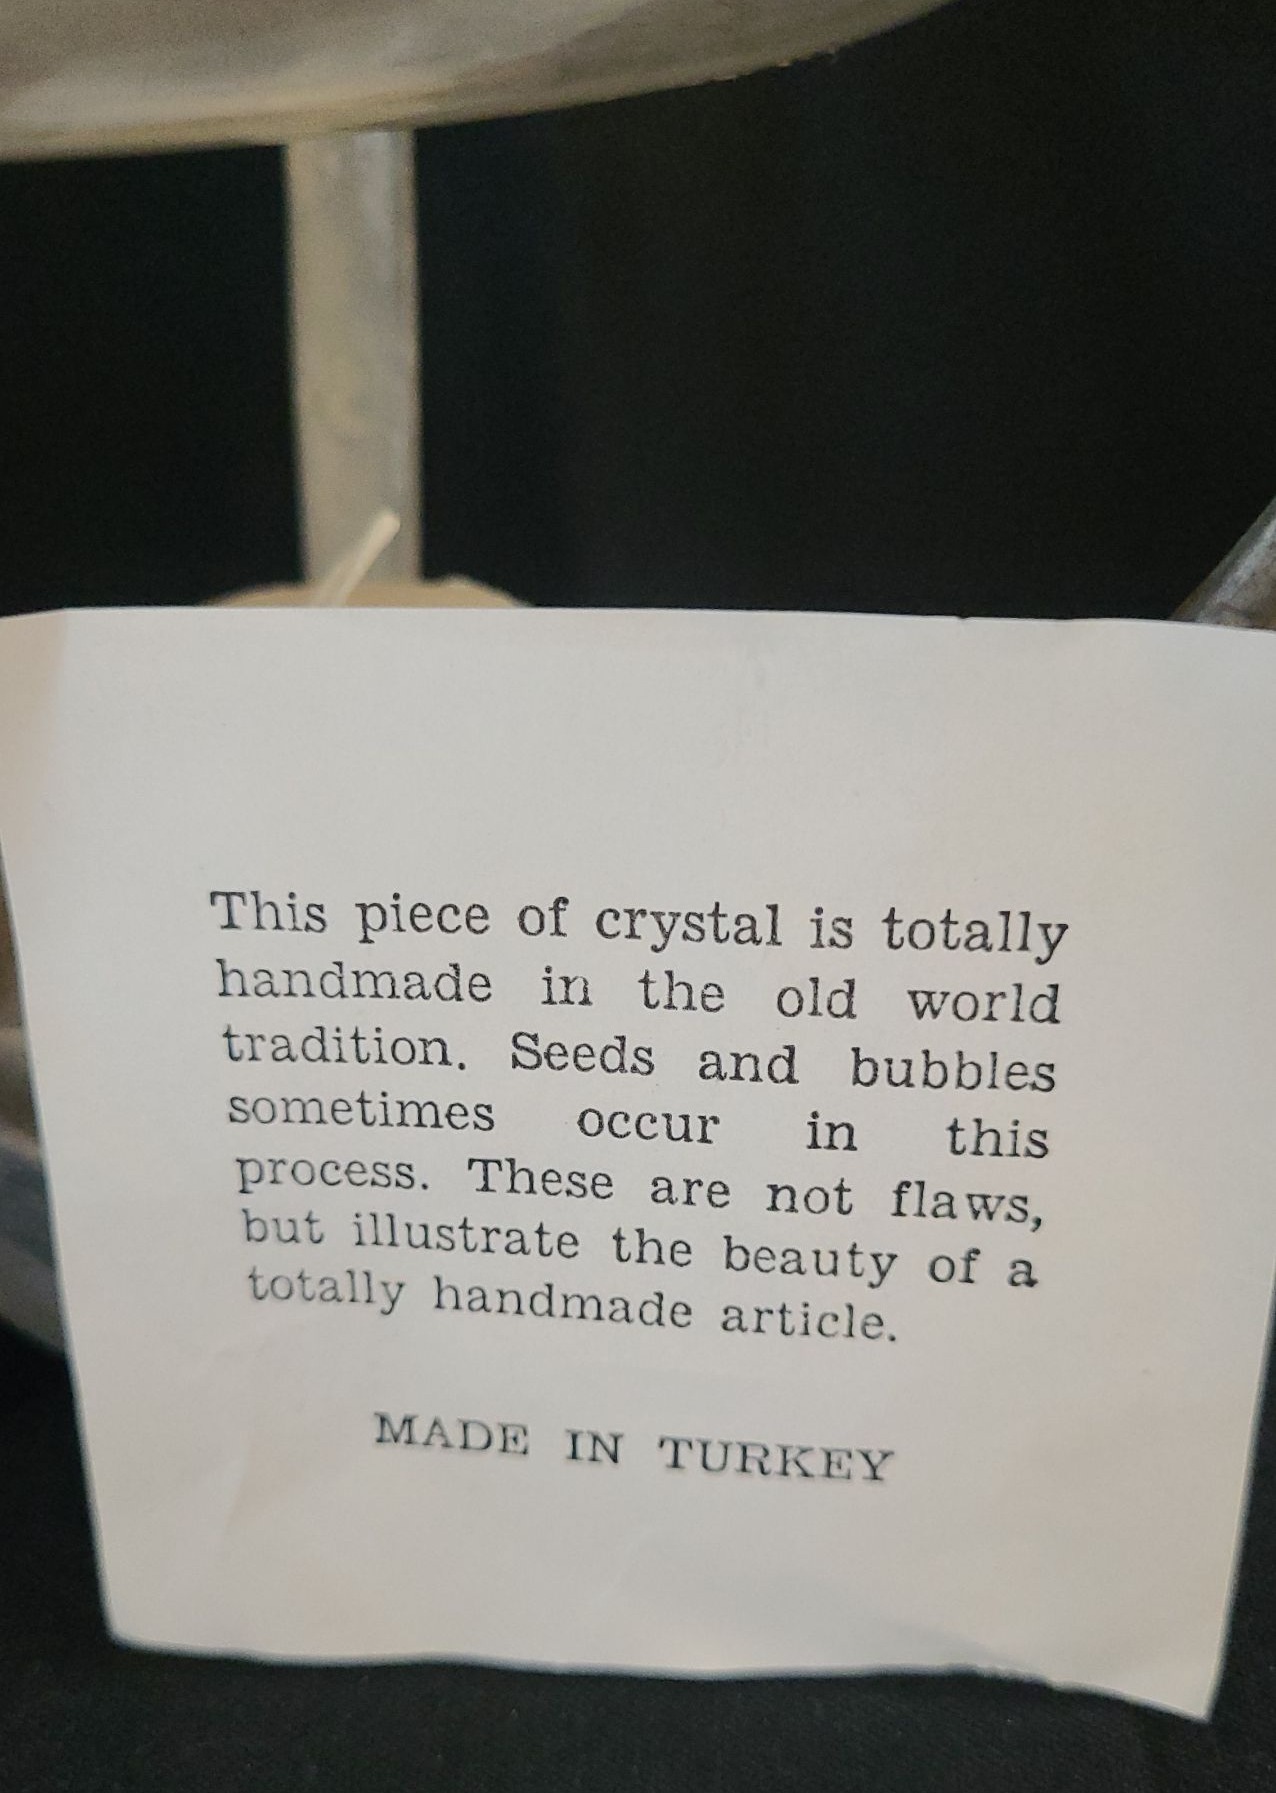 This piece of crystal is totally
handmade in the old world
tradition. Seeds and bubbles
sometimes occur in this
process. These are not flaws,
but illustrate the beauty of a
totally handmade article.
MADE IN TURKEY